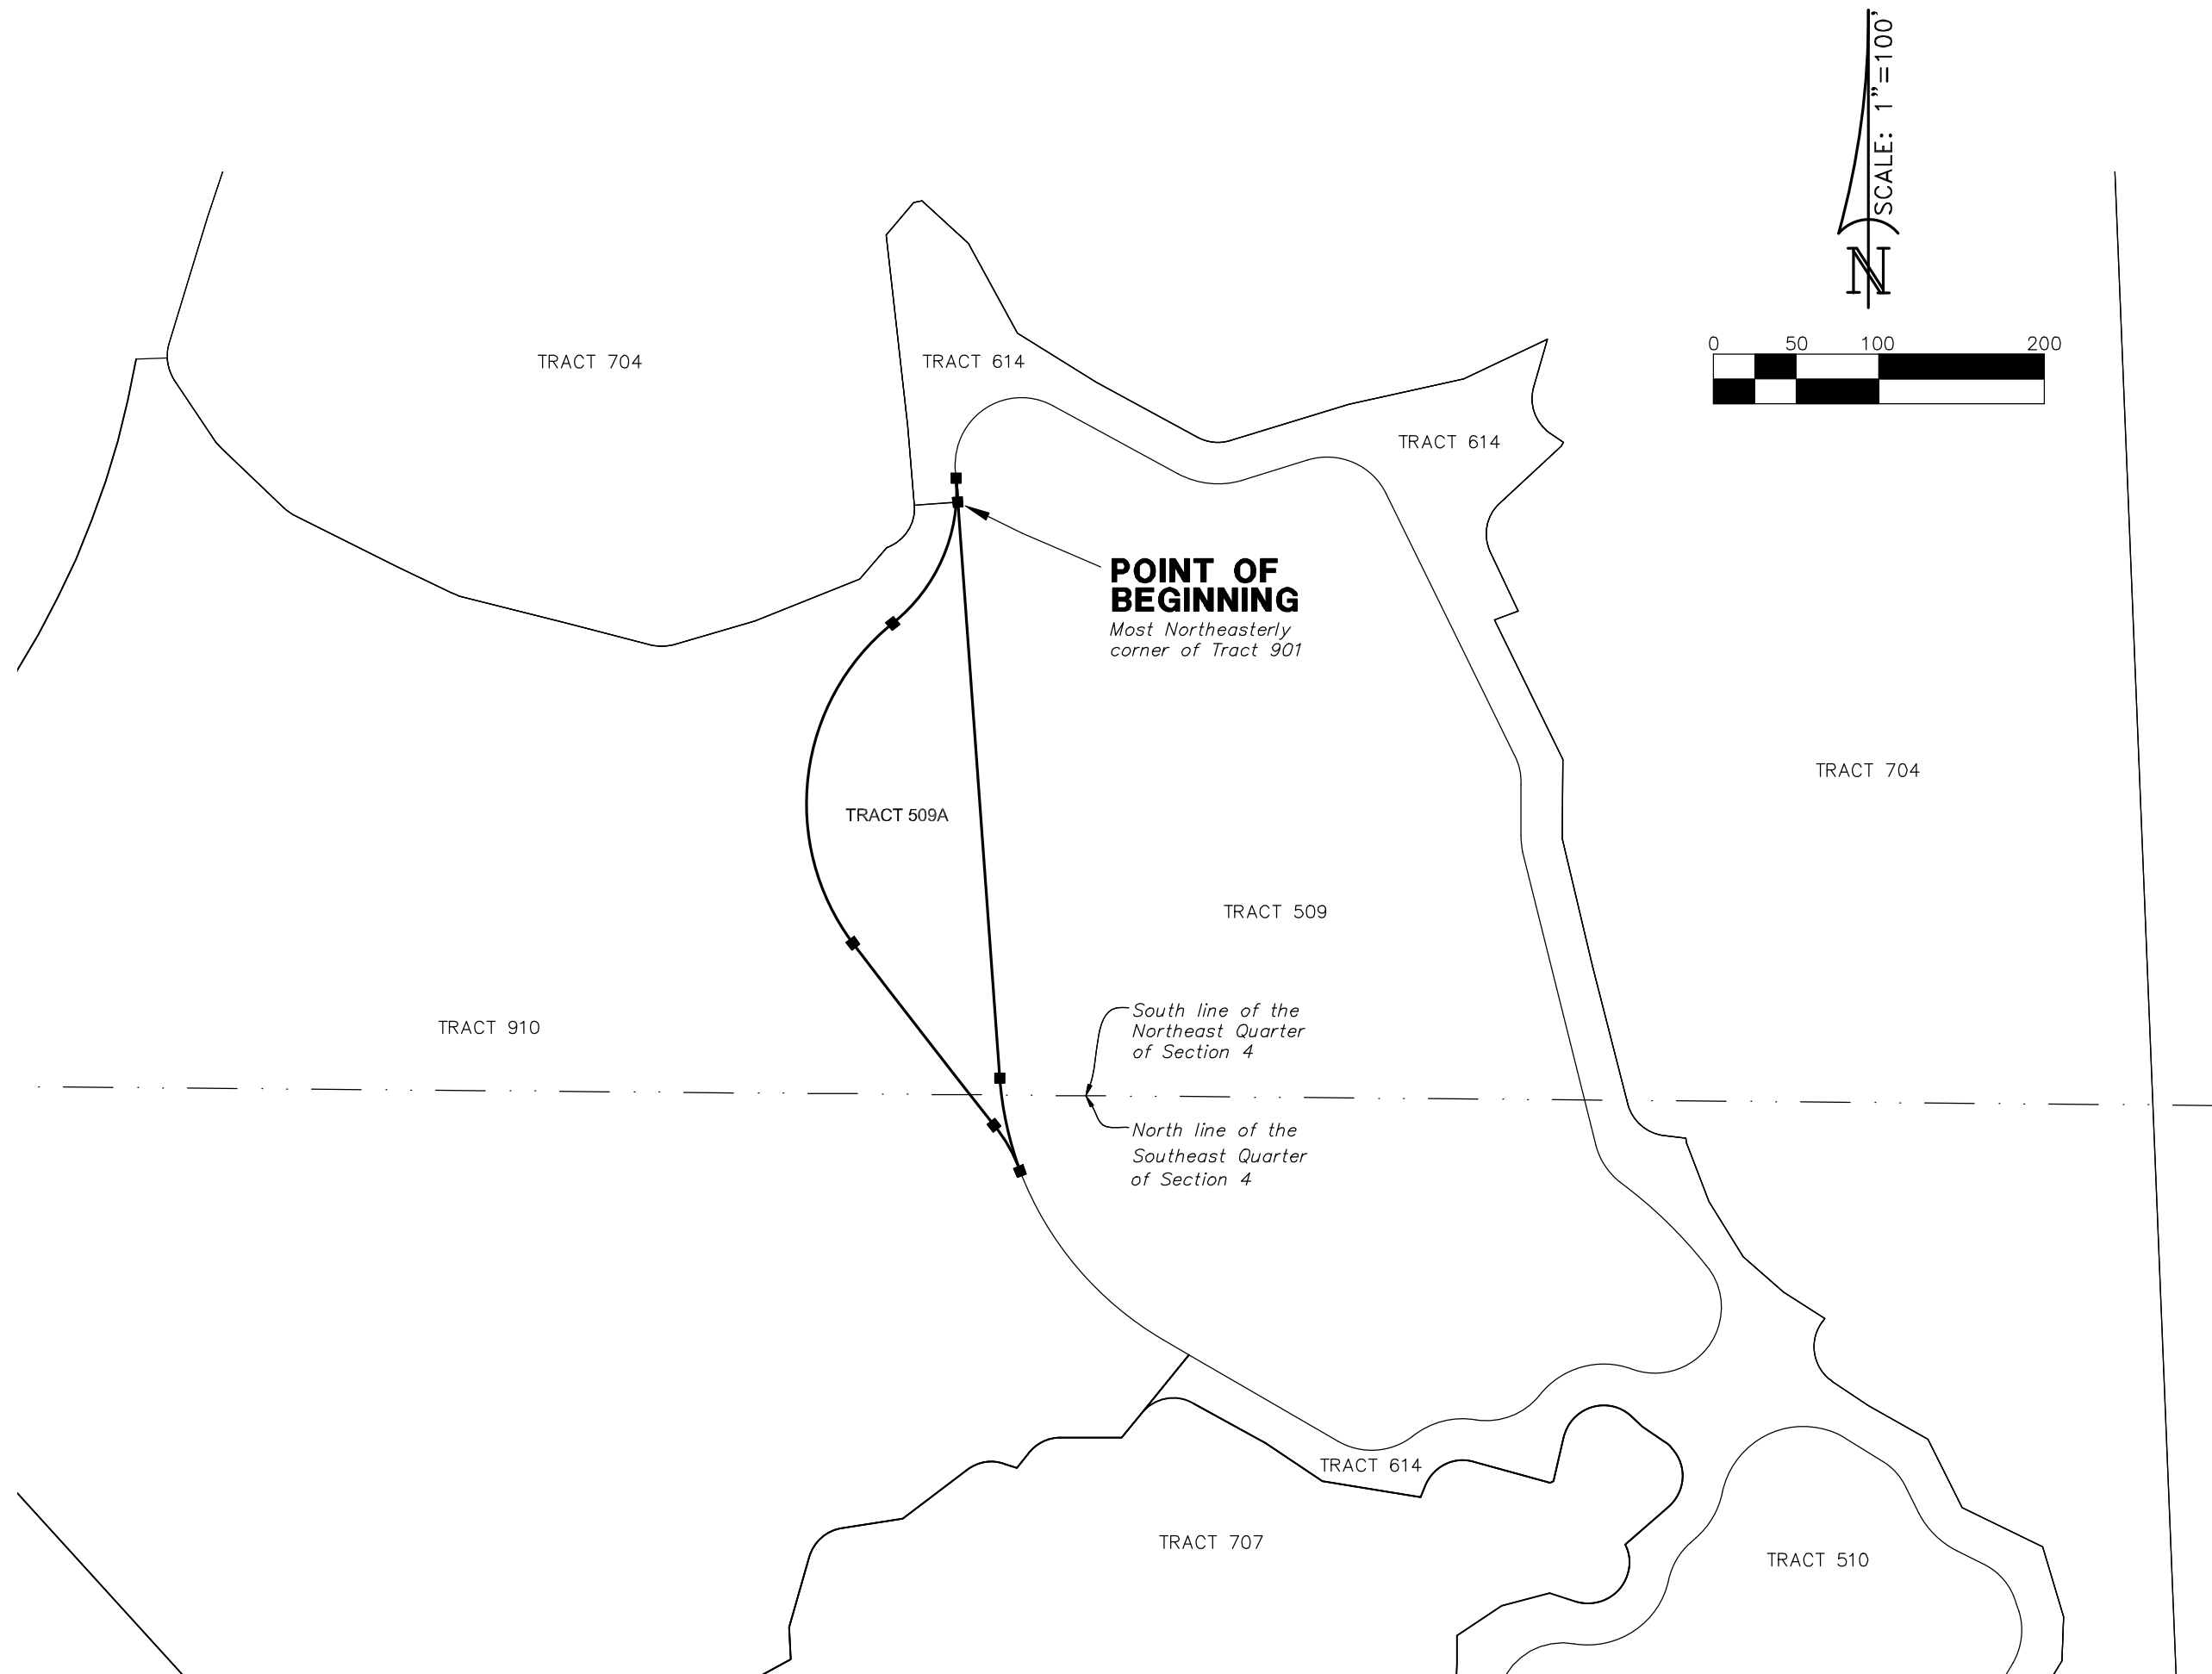 SCALE: 1"=100'
N
0 50 100 200
TRACT 704
TRACT 614
TRACT 614
POINT OF
BEGINNING
Most Northeasterly
corner of Tract 901
TRACT 704
TRACT 509A
TRACT 509
South line of the
Northeast Quarter
of Section 4
TRACT 910
North line of the
Southeast Quarter
of Section 4
TRACT 614
TRACT 707
TRACT 510